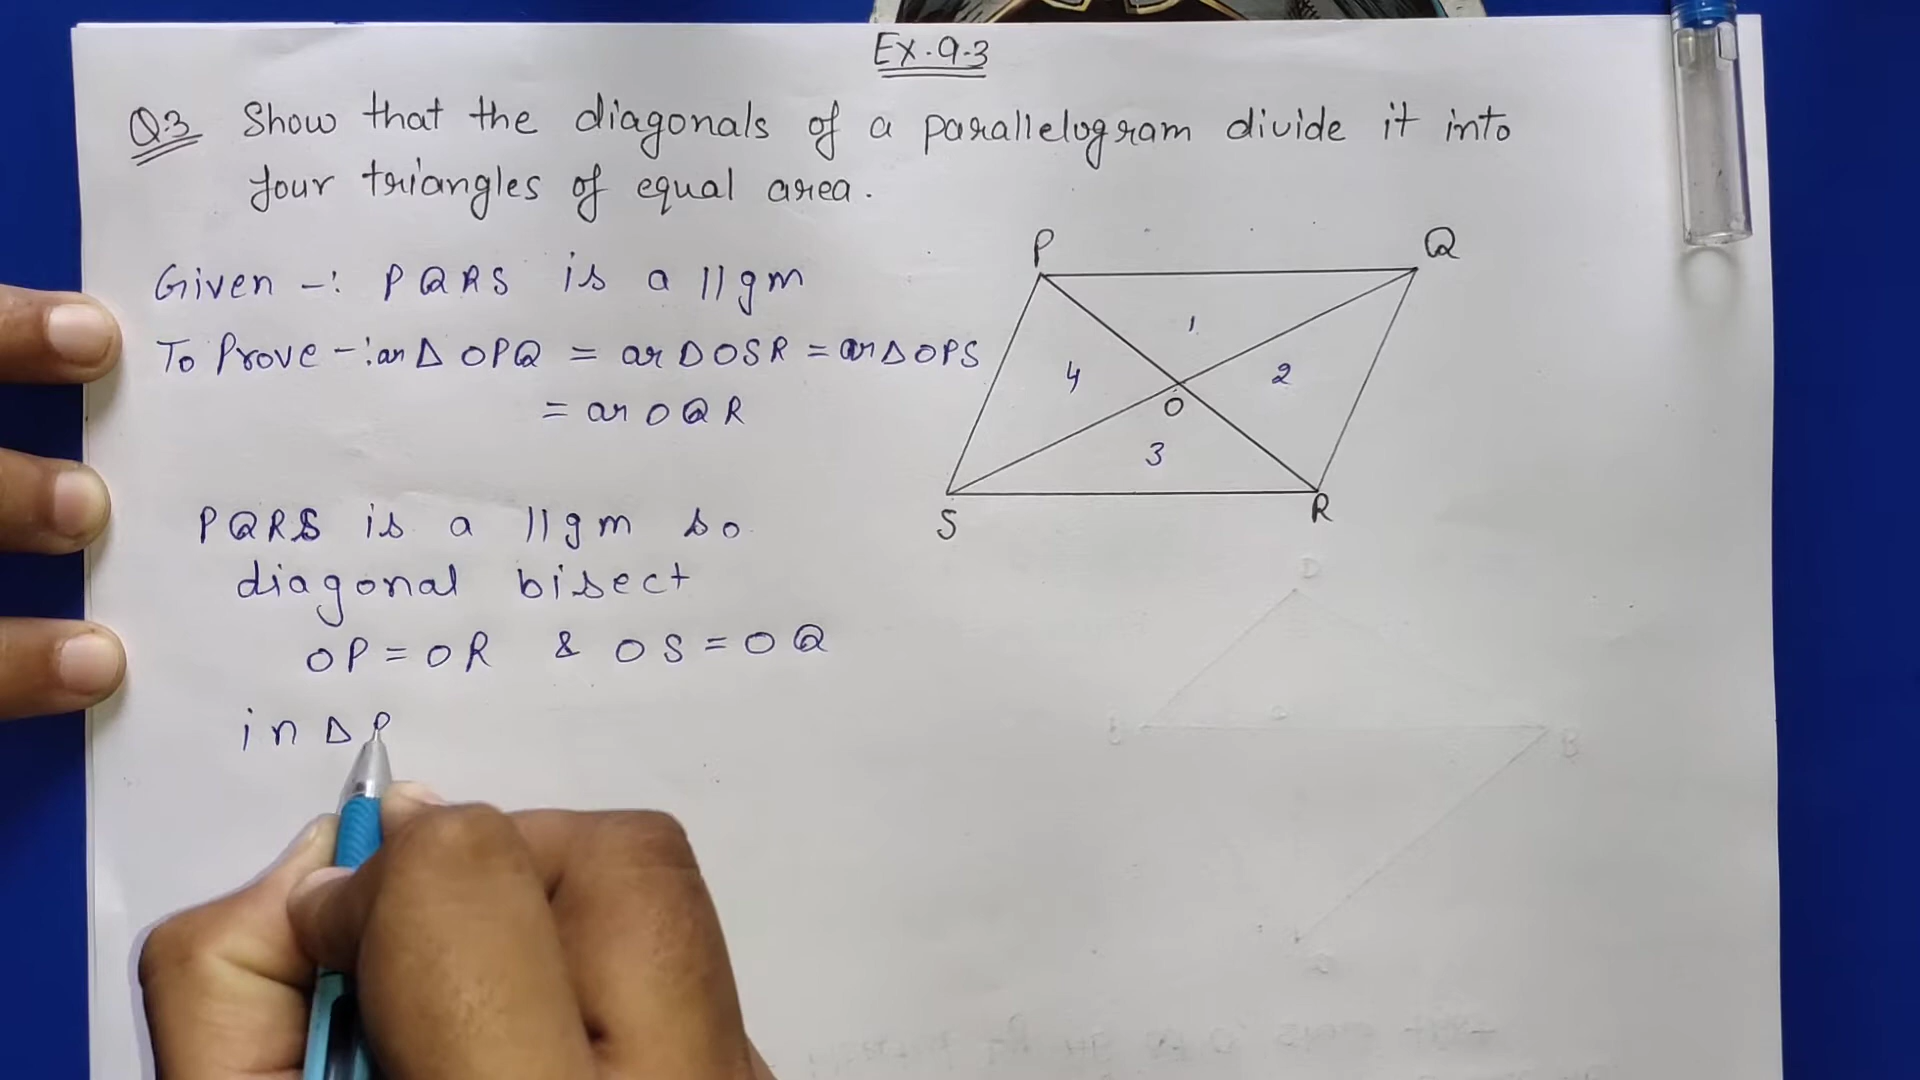 Ex.9.3
Q.3 Show that the diagonals of a parallelogram divide it into
four triangles of equal area.
Given -: PQRS is a ||gm
To Prove -: ar Δ OPQ = ar Δ OSR = ar Δ OPS
= ar OQR
P
Q
1
4
2
O
3
S
R
PQRS is a ||gm so
diagonal bisect
OP = OR & OS = OQ
in Δ P